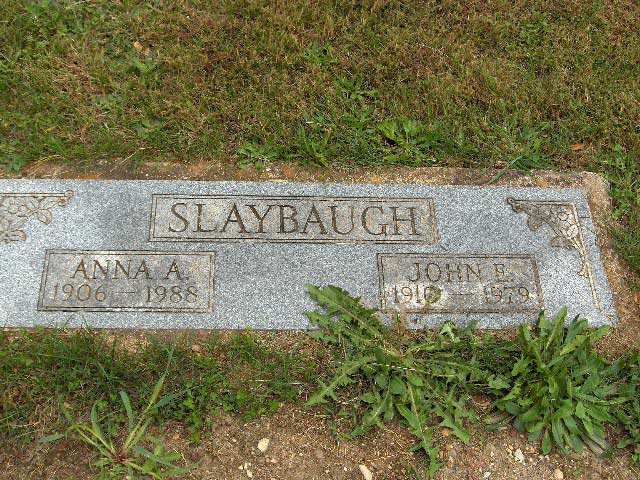 SLAYBAUGH
ANNA A.
1906 — 1988
JOHN E.
1910 — 1979